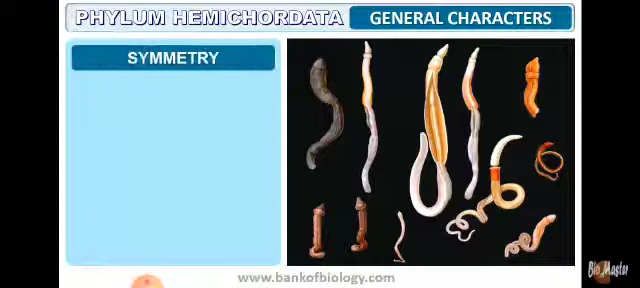 PHYLUM HEMICHORDATA
GENERAL CHARACTERS
SYMMETRY
www.bankofbiology.com
Bio Master